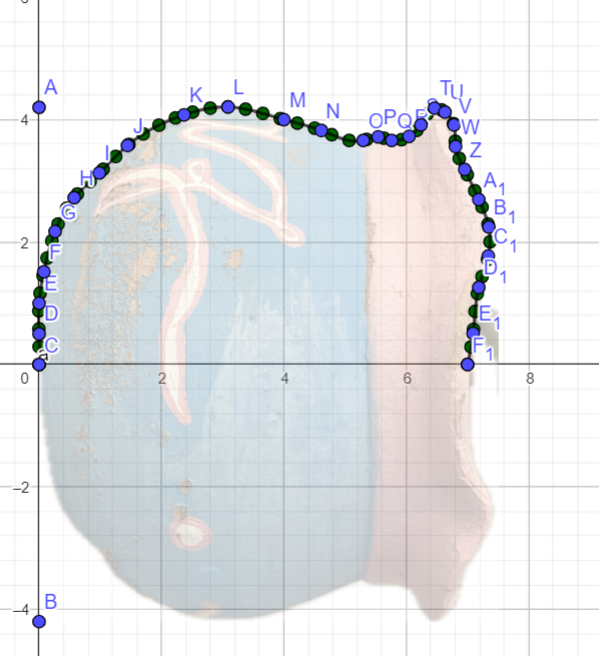 A
K L M N O P Q T U V
J W
I Z
H A₁
G B₁
F C₁
E D₁
D E₁
C F₁
4
2
0 2 4 6 8
−2
−4
B